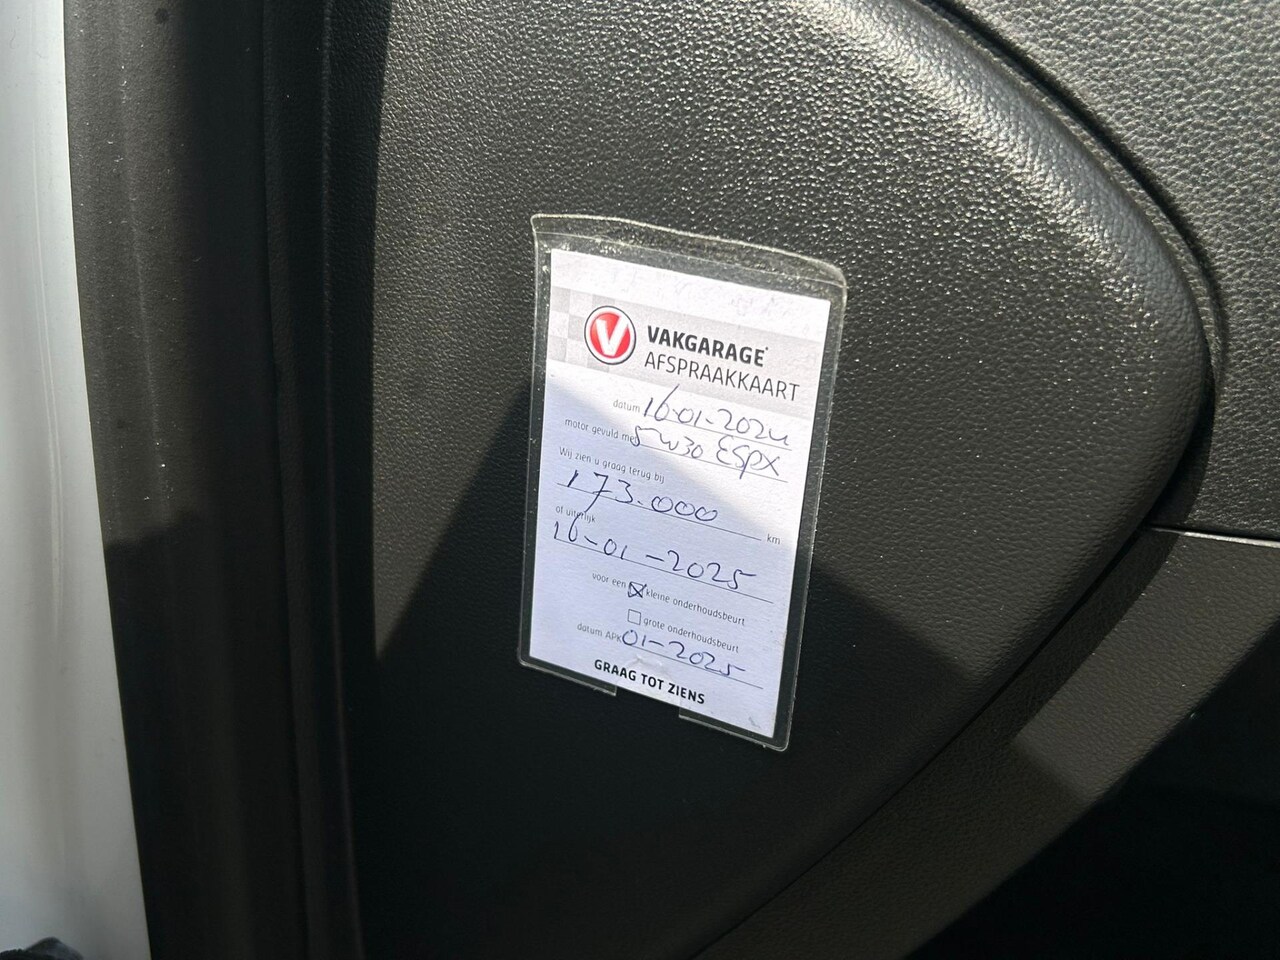 V
VAKGARAGE
AFSPRAAKKAART
datum 16-01-2024
motor gevuld met 5W30 ESPX
Wij zien u graag terug bij
173.000 km
of uiterlijk
16-01-2025
voor een ☒ kleine onderhoudsbeurt
☐ grote onderhoudsbeurt
datum APK 01-2025
GRAAG TOT ZIENS